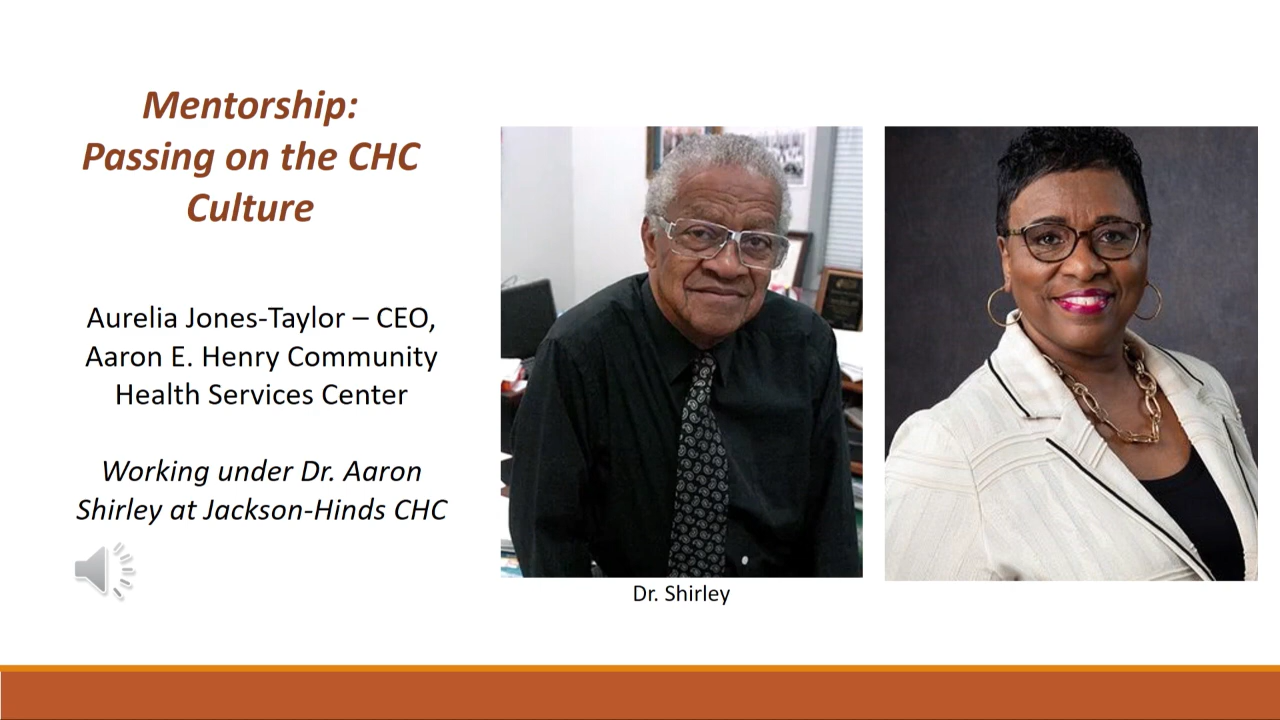 Mentorship:
Passing on the CHC
Culture
Aurelia Jones-Taylor – CEO,
Aaron E. Henry Community
Health Services Center
Working under Dr. Aaron
Shirley at Jackson-Hinds CHC
Dr. Shirley